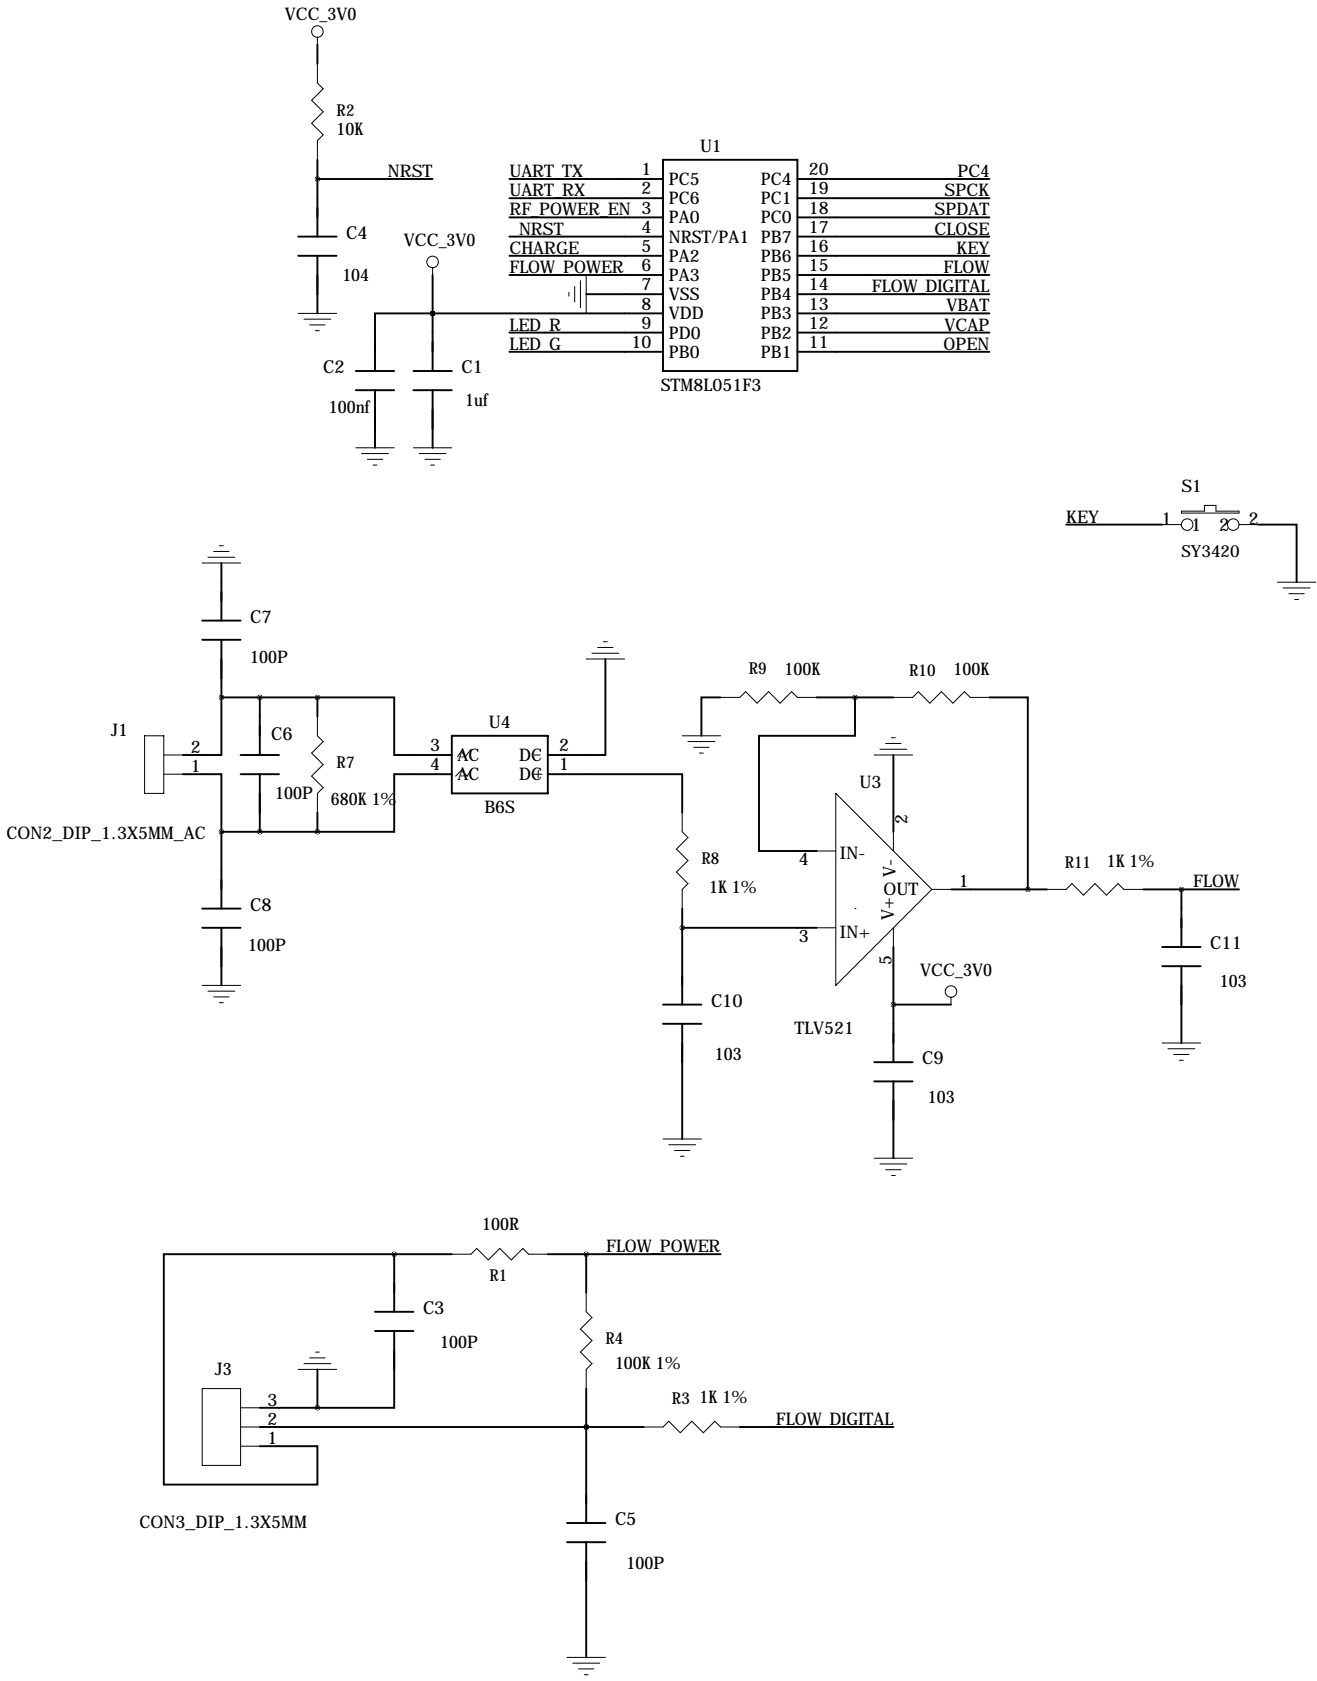 VCC_3V0
R2
10K
NRST
C4
104
VCC_3V0
C2
100nf
C1
1uf
U1
UART_TX 1 PC5 PC4 20 PC4
UART_RX 2 PC6 PC1 19 SPCK
RF_POWER_EN 3 PA0 PC0 18 SPDAT
NRST 4 NRST/PA1 PB7 17 CLOSE
CHARGE 5 PA2 PB6 16 KEY
FLOW_POWER 6 PA3 PB5 15 FLOW
7 VSS PB4 14 FLOW_DIGITAL
8 VDD PB3 13 VBAT
LED_R 9 PD0 PB2 12 VCAP
LED_G 10 PB0 PB1 11 OPEN
STM8L051F3
S1
KEY 1 1 2 2
SY3420
C7
100P
J1
2
1
CON2_DIP_1.3X5MM_AC
C6
100P
R7
680K 1%
C8
100P
U4
3 AC DC 2
4 AC DC 1
B6S
R8
1K 1%
C10
103
R9 100K
R10 100K
U3
2
4 IN-
V-
OUT 1
V+
3 IN+
5
VCC_3V0
TLV521
C9
103
R11 1K 1%
FLOW
C11
103
100R
R1
FLOW_POWER
C3
100P
R4
100K 1%
J3
3
2
1
R3 1K 1%
FLOW_DIGITAL
CON3_DIP_1.3X5MM
C5
100P